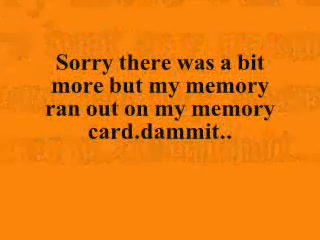 Sorry there was a bit
more but my memory
ran out on my memory
card.dammit..